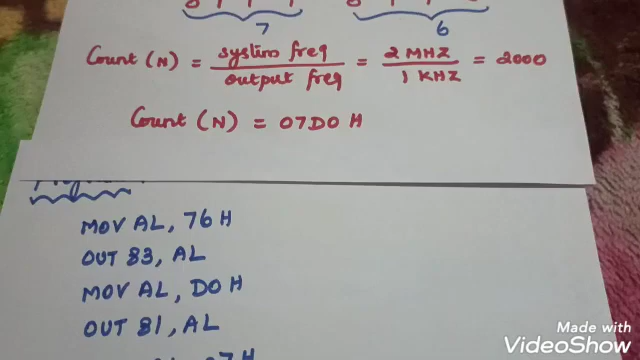 7 6
Count (N) = system freq / output freq = 2 MHZ / 1 KHZ = 2000
Count (N) = 07D0 H
MOV AL, 76 H
OUT 83, AL
MOV AL, D0 H
OUT 81, AL
07H
Made with
VideoShow